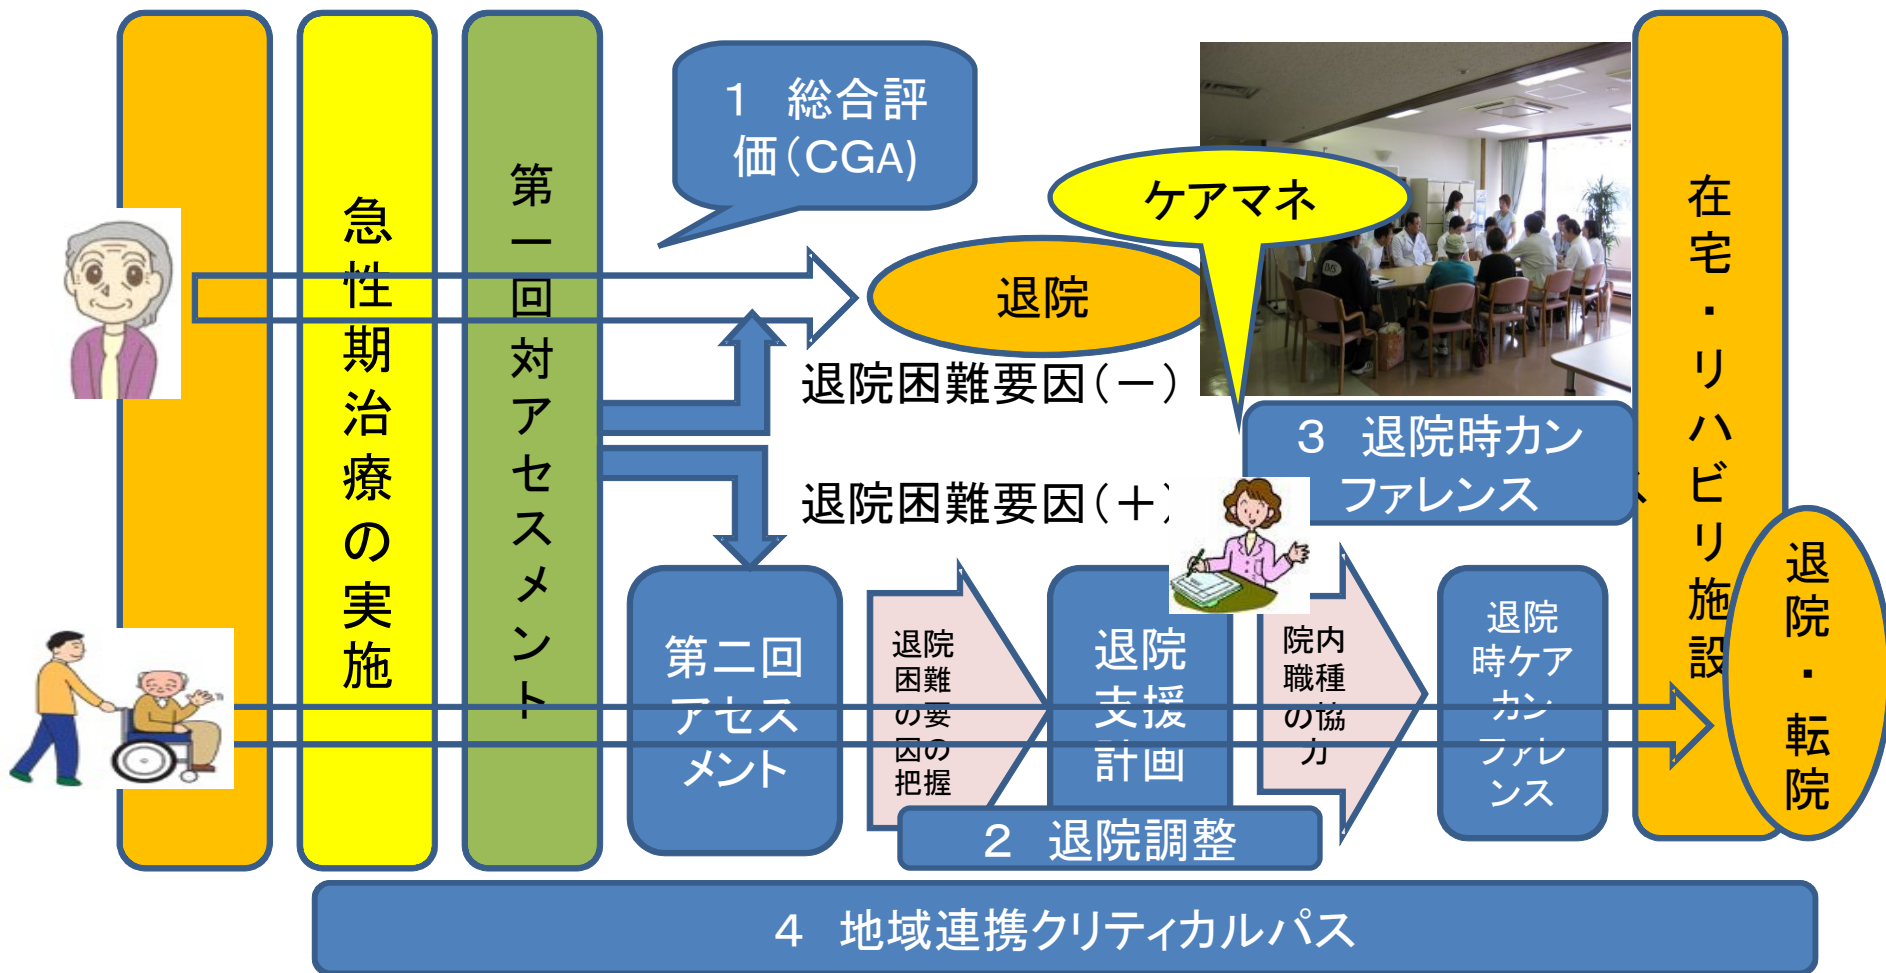 1 総合評
価（CGA)
急性期治療の実施
第一回対アセスメント
ケアマネ
退院
退院困難要因（－）
退院困難要因（＋）
3 退院時カン
ファレンス
在宅・リハビリ施設
退院・転院
第二回
アセス
メント
退院
困難
の要
因の
把握
退院
支援
計画
院内
職種
の協
力
退院
時ケア
カン
ファレ
ンス
2 退院調整
4 地域連携クリティカルパス